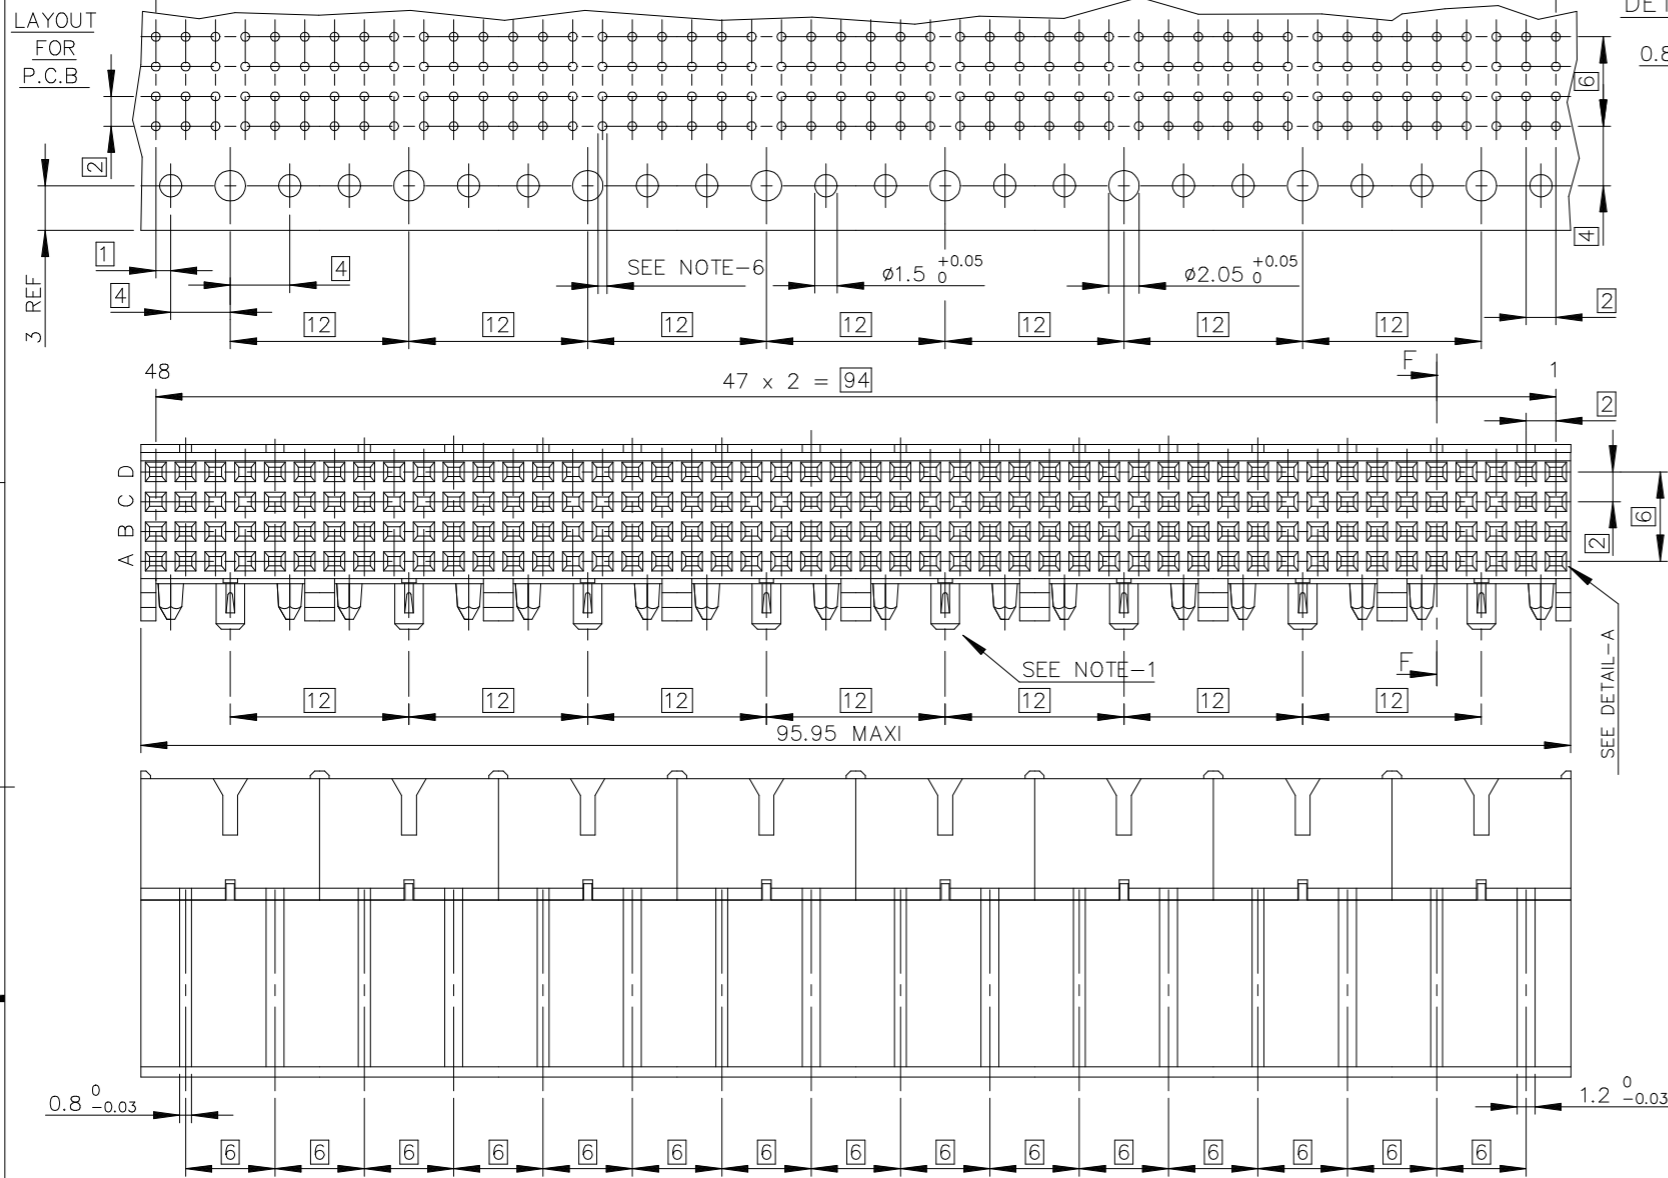 LAYOUT
FOR
P.C.B
0.8
6
2
4
3 REF
1
4
4
SEE NOTE-6
ø1.5 +0.05 0
ø2.05 +0.05 0
2
12 12 12 12 12 12 12
48
47 x 2 = 94
F
1
2
D
C
B
A
2
6
SEE NOTE-1
F
SEE DETAIL-A
12 12 12 12 12 12 12
95.95 MAXI
0.8 0 -0.03
1.2 0 -0.03
6 6 6 6 6 6 6 6 6 6 6 6 6 6 6